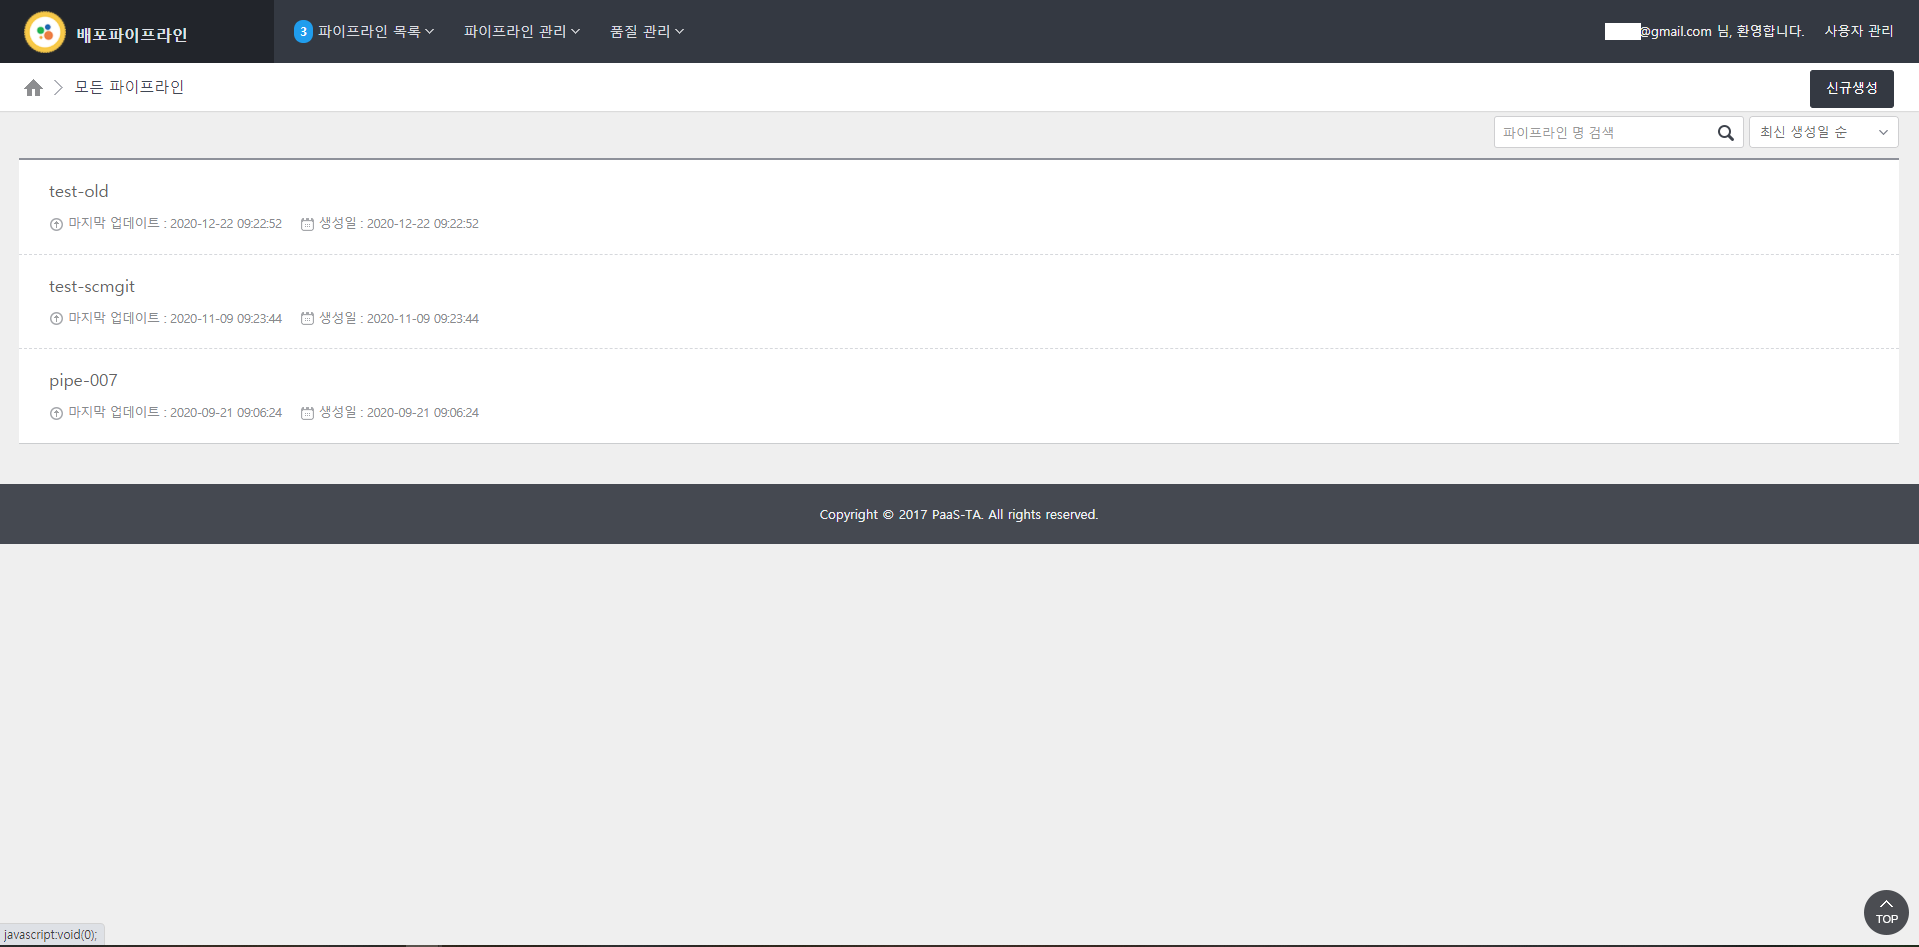 배포파이프라인
3 파이프라인 목록
파이프라인 관리
품질 관리
@gmail.com 님, 환영합니다.
사용자 관리
모든 파이프라인
신규생성
파이프라인 명 검색
최신 생성일 순
test-old
마지막 업데이트 : 2020-12-22 09:22:52 생성일 : 2020-12-22 09:22:52
test-scmgit
마지막 업데이트 : 2020-11-09 09:23:44 생성일 : 2020-11-09 09:23:44
pipe-007
마지막 업데이트 : 2020-09-21 09:06:24 생성일 : 2020-09-21 09:06:24
Copyright © 2017 PaaS-TA. All rights reserved.
TOP
javascript:void(0);